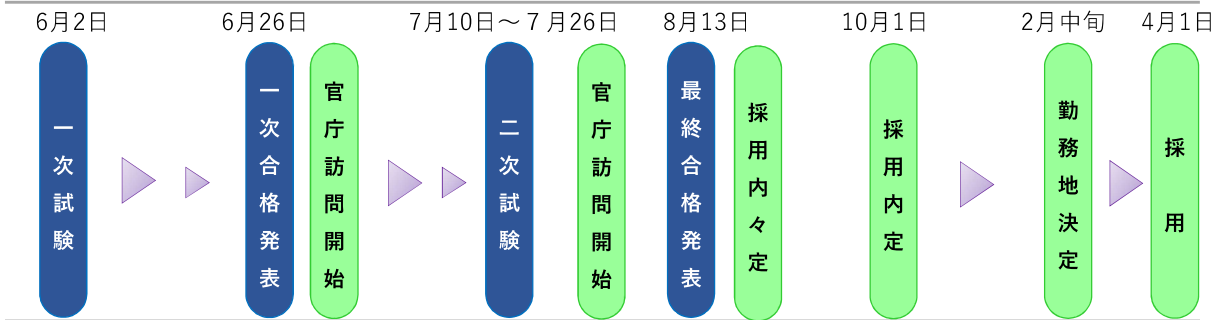 6月2日
6月26日
7月10日～７月26日
8月13日
10月1日
2月中旬
4月1日
一次試験
一次合格発表
官庁訪問開始
二次試験
官庁訪問開始
最終合格発表
採用内々定
採用内定
勤務地決定
採用